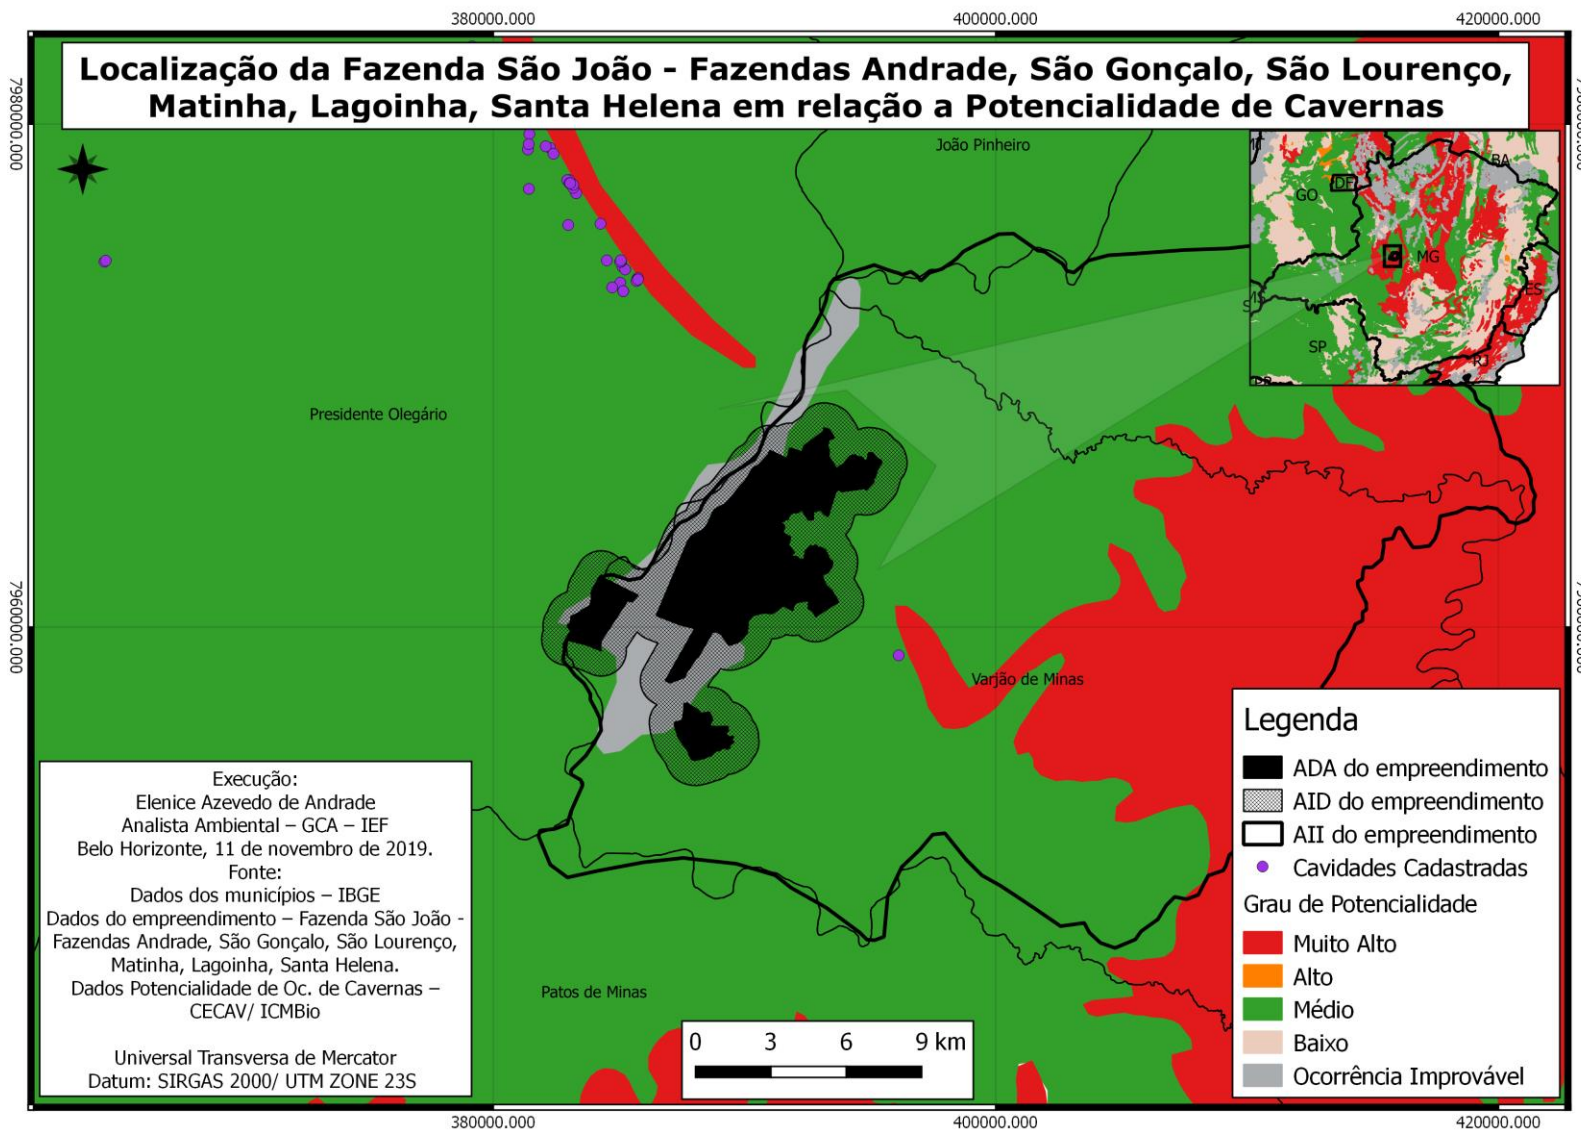 380000.000
400000.000
420000.000
Localização da Fazenda São João - Fazendas Andrade, São Gonçalo, São Lourenço,
Matinha, Lagoinha, Santa Helena em relação a Potencialidade de Cavernas
7980000.000
João Pinheiro
BA
DF
GO
MG
MS
ES
SP
RJ
Presidente Olegário
7960000.000
Varjão de Minas
Patos de Minas
Execução:
Elenice Azevedo de Andrade
Analista Ambiental – GCA – IEF
Belo Horizonte, 11 de novembro de 2019.
Fonte:
Dados dos municípios – IBGE
Dados do empreendimento – Fazenda São João -
Fazendas Andrade, São Gonçalo, São Lourenço,
Matinha, Lagoinha, Santa Helena.
Dados Potencialidade de Oc. de Cavernas –
CECAV/ ICMBio
Universal Transversa de Mercator
Datum: SIRGAS 2000/ UTM ZONE 23S
0 3 6 9 km
Legenda
ADA do empreendimento
AID do empreendimento
AII do empreendimento
Cavidades Cadastradas
Grau de Potencialidade
Muito Alto
Alto
Médio
Baixo
Ocorrência Improvável
380000.000
400000.000
420000.000